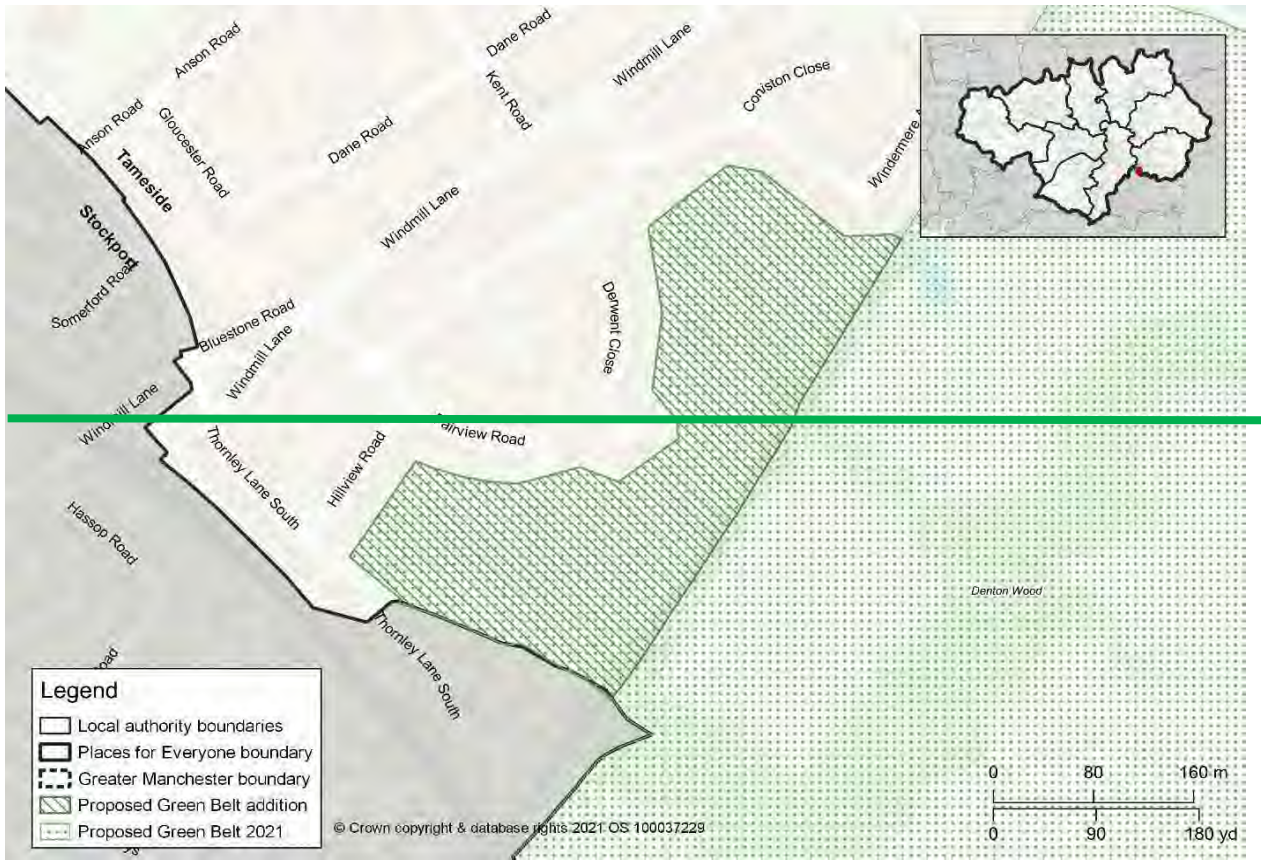 Dane Road
Anson Road
Windmill Lane
Coniston Close
Kent Road
Anson Road
Gloucester Road
Dane Road
Windermere
Tameside
Windmill Lane
Stockport
Somerford Road
Derwent Close
Bluestone Road
Windmill Lane
Windmill Lane
Fairview Road
Thornley Lane South
Hillview Road
Hassop Road
Denton Wood
Thornley Lane South
Legend
Local authority boundaries
Places for Everyone boundary
Greater Manchester boundary
Proposed Green Belt addition
Proposed Green Belt 2021
© Crown copyright & database rights 2021 OS 100037229
0 80 160 m
0 90 180 yd